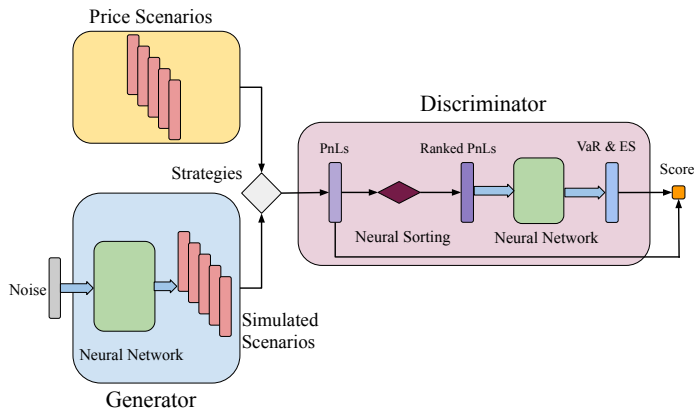 Price Scenarios
Discriminator
PnLs
Ranked PnLs
VaR & ES
Score
Strategies
Neural Sorting
Neural Network
Noise
Simulated
Scenarios
Neural Network
Generator